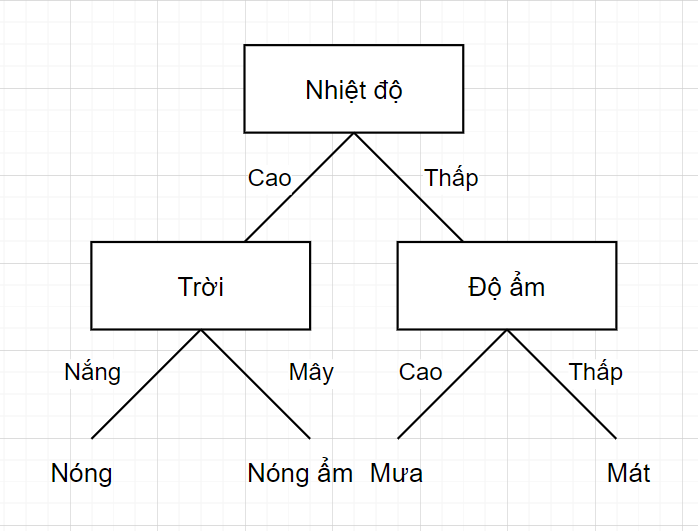 Nhiệt độ
Cao
Thấp
Trời
Độ ẩm
Nắng
Mây
Cao
Thấp
Nóng
Nóng ẩm
Mưa
Mát